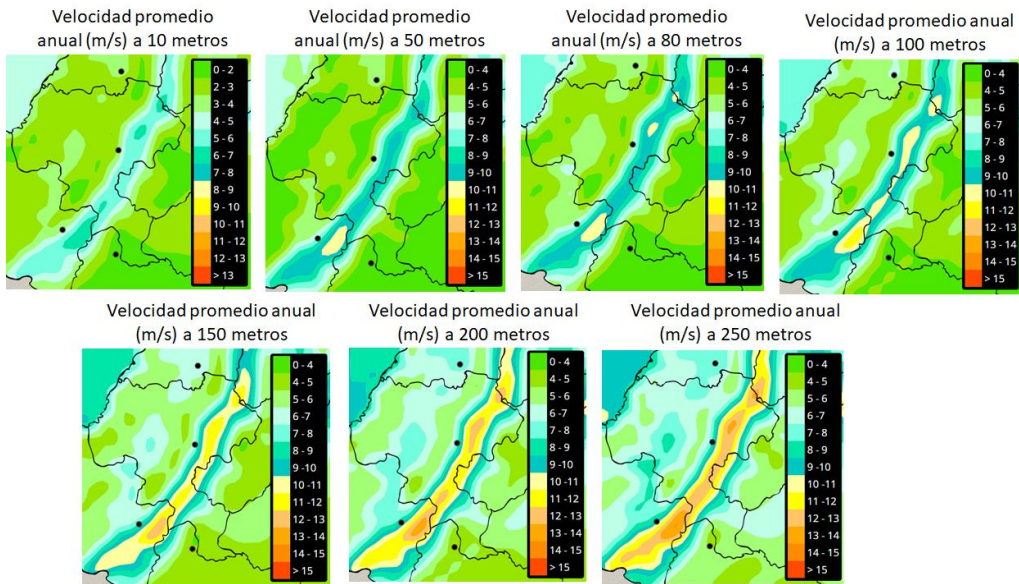 Velocidad promedio
anual (m/s) a 10 metros
0 - 2
2 - 3
3 - 4
4 - 5
5 - 6
6 - 7
7 - 8
8 - 9
9 - 10
10 - 11
11 - 12
12 - 13
> 13
Velocidad promedio
anual (m/s) a 50 metros
0 - 4
4 - 5
5 - 6
6 - 7
7 - 8
8 - 9
9-10
10 -11
11 - 12
12 - 13
13 - 14
14 - 15
> 15
Velocidad promedio
anual (m/s) a 80 metros
0 - 4
4 - 5
5 - 6
6 - 7
7 - 8
8 - 9
9-10
10 -11
11 - 12
12 - 13
13 - 14
14 - 15
> 15
Velocidad promedio anual
(m/s) a 100 metros
0 - 4
4 - 5
5 - 6
6 - 7
7 - 8
8 - 9
9-10
10 -11
11 - 12
12 - 13
13 - 14
14 - 15
> 15
Velocidad promedio anual
(m/s) a 150 metros
0 - 4
4 - 5
5 - 6
6 - 7
7 - 8
8 - 9
9-10
10 -11
11 - 12
12 - 13
13 - 14
14 - 15
> 15
Velocidad promedio anual
(m/s) a 200 metros
0 - 4
4 - 5
5 - 6
6 - 7
7 - 8
8 - 9
9-10
10 -11
11 - 12
12 - 13
13 - 14
14 - 15
> 15
Velocidad promedio anual
(m/s) a 250 metros
0 - 4
4 - 5
5 - 6
6 - 7
7 - 8
8 - 9
9-10
10 -11
11 - 12
12 - 13
13 - 14
14 - 15
> 15